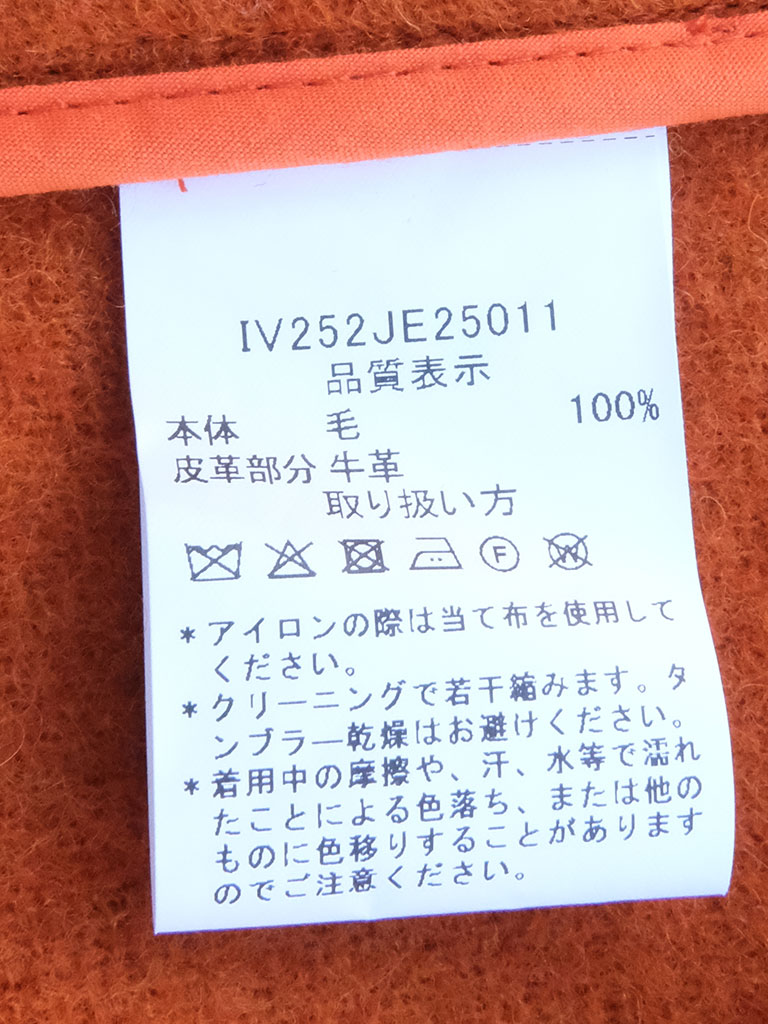 IV252JE25011
品質表示
本体 毛 100%
皮革部分 牛革
取り扱い方
F W
*アイロンの際は当て布を使用して
ください。
*クリーニングで若干縮みます。タ
ンブラー乾燥はお避けください。
*着用中の摩擦や、汗、水等で濡れ
たことによる色落ち、または他の
ものに色移りすることがあります
のでご注意ください。